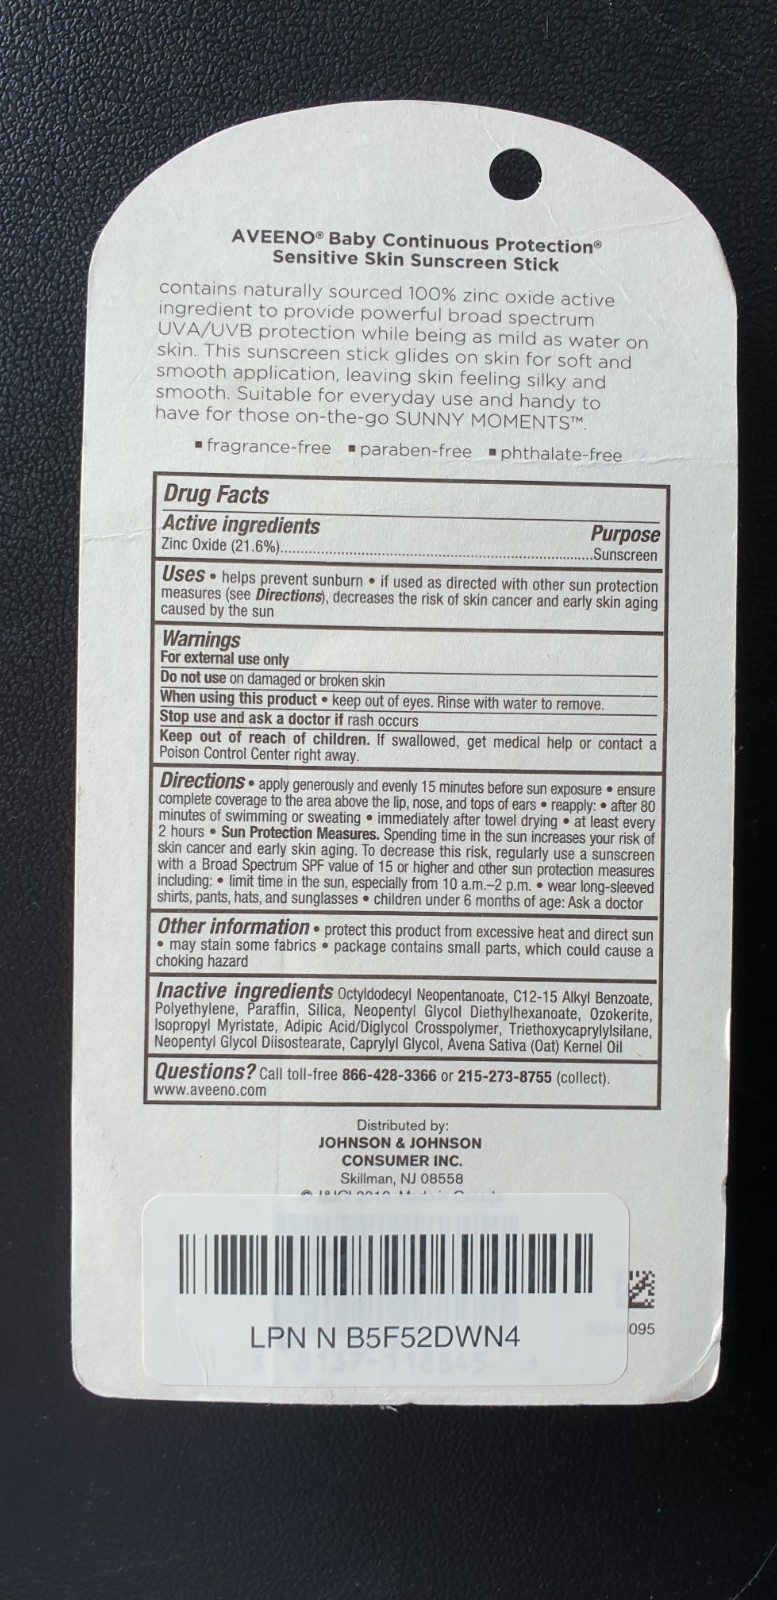 AVEENO® Baby Continuous Protection®
Sensitive Skin Sunscreen Stick
contains naturally sourced 100% zinc oxide active
ingredient to provide powerful broad spectrum
UVA/UVB protection while being as mild as water on
skin. This sunscreen stick glides on skin for soft and
smooth application, leaving skin feeling silky and
smooth. Suitable for everyday use and handy to
have for those on-the-go SUNNY MOMENTS™.
▪ fragrance-free ▪ paraben-free ▪ phthalate-free
Drug Facts
Active ingredients Purpose
Zinc Oxide (21.6%)..........................................................................Sunscreen
Uses • helps prevent sunburn • if used as directed with other sun protection
measures (see Directions), decreases the risk of skin cancer and early skin aging
caused by the sun
Warnings
For external use only
Do not use on damaged or broken skin
When using this product • keep out of eyes. Rinse with water to remove.
Stop use and ask a doctor if rash occurs
Keep out of reach of children. If swallowed, get medical help or contact a
Poison Control Center right away.
Directions • apply generously and evenly 15 minutes before sun exposure • ensure
complete coverage to the area above the lip, nose, and tops of ears • reapply: • after 80
minutes of swimming or sweating • immediately after towel drying • at least every
2 hours • Sun Protection Measures. Spending time in the sun increases your risk of
skin cancer and early skin aging. To decrease this risk, regularly use a sunscreen
with a Broad Spectrum SPF value of 15 or higher and other sun protection measures
including: • limit time in the sun, especially from 10 a.m.–2 p.m. • wear long-sleeved
shirts, pants, hats, and sunglasses • children under 6 months of age: Ask a doctor
Other information • protect this product from excessive heat and direct sun
• may stain some fabrics • package contains small parts, which could cause a
choking hazard
Inactive ingredients Octyldodecyl Neopentanoate, C12-15 Alkyl Benzoate,
Polyethylene, Paraffin, Silica, Neopentyl Glycol Diethylhexanoate, Ozokerite,
Isopropyl Myristate, Adipic Acid/Diglycol Crosspolymer, Triethoxycaprylylsilane,
Neopentyl Glycol Diisostearate, Caprylyl Glycol, Avena Sativa (Oat) Kernel Oil
Questions? Call toll-free 866-428-3366 or 215-273-8755 (collect).
www.aveeno.com
Distributed by:
JOHNSON & JOHNSON
CONSUMER INC.
Skillman, NJ 08558
LPN N B5F52DWN4
095